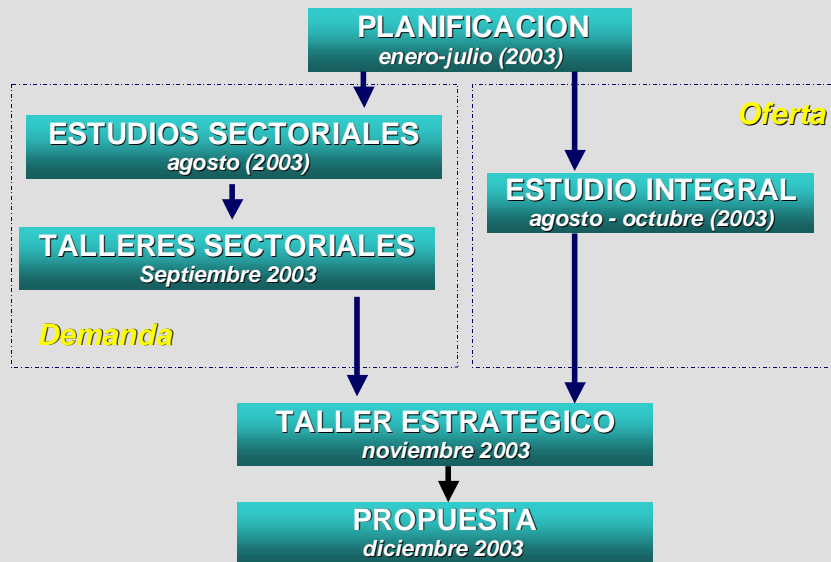 PLANIFICACION
enero-julio (2003)
Oferta
ESTUDIOS SECTORIALES
agosto (2003)
ESTUDIO INTEGRAL
agosto - octubre (2003)
TALLERES SECTORIALES
Septiembre 2003
Demanda
TALLER ESTRATEGICO
noviembre 2003
PROPUESTA
diciembre 2003